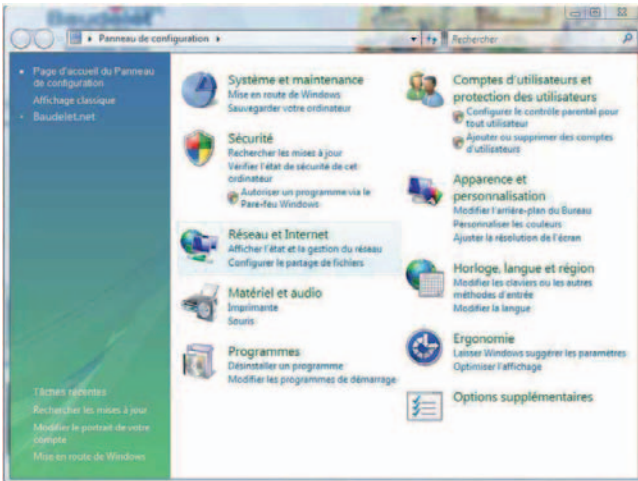 Baudelet
Panneau de configuration
Rechercher
Page d'accueil du Panneau
de configuration
Affichage classique
Baudelet.net
Tâches récentes
Rechercher les mises à jour
Modifier le portrait de votre
compte
Mise en route de Windows
Système et maintenance
Mise en route de Windows
Sauvegarder votre ordinateur
Sécurité
Rechercher les mises à jour
Vérifier l'état de sécurité de cet
ordinateur
Autoriser un programme via le
Pare-feu Windows
Réseau et Internet
Afficher l'état et la gestion du réseau
Configurer le partage de fichiers
Matériel et audio
Imprimante
Souris
Programmes
Désinstaller un programme
Modifier les programmes de démarrage
Comptes d'utilisateurs et
protection des utilisateurs
Configurer le contrôle parental pour
tout utilisateur
Ajouter ou supprimer des comptes
d'utilisateurs
Apparence et
personnalisation
Modifier l'arrière-plan du Bureau
Personnaliser les couleurs
Ajuster la résolution de l'écran
Horloge, langue et région
Modifier les claviers ou les autres
méthodes d'entrée
Modifier la langue
Ergonomie
Laisser Windows suggérer les paramètres
Optimiser l'affichage
Options supplémentaires